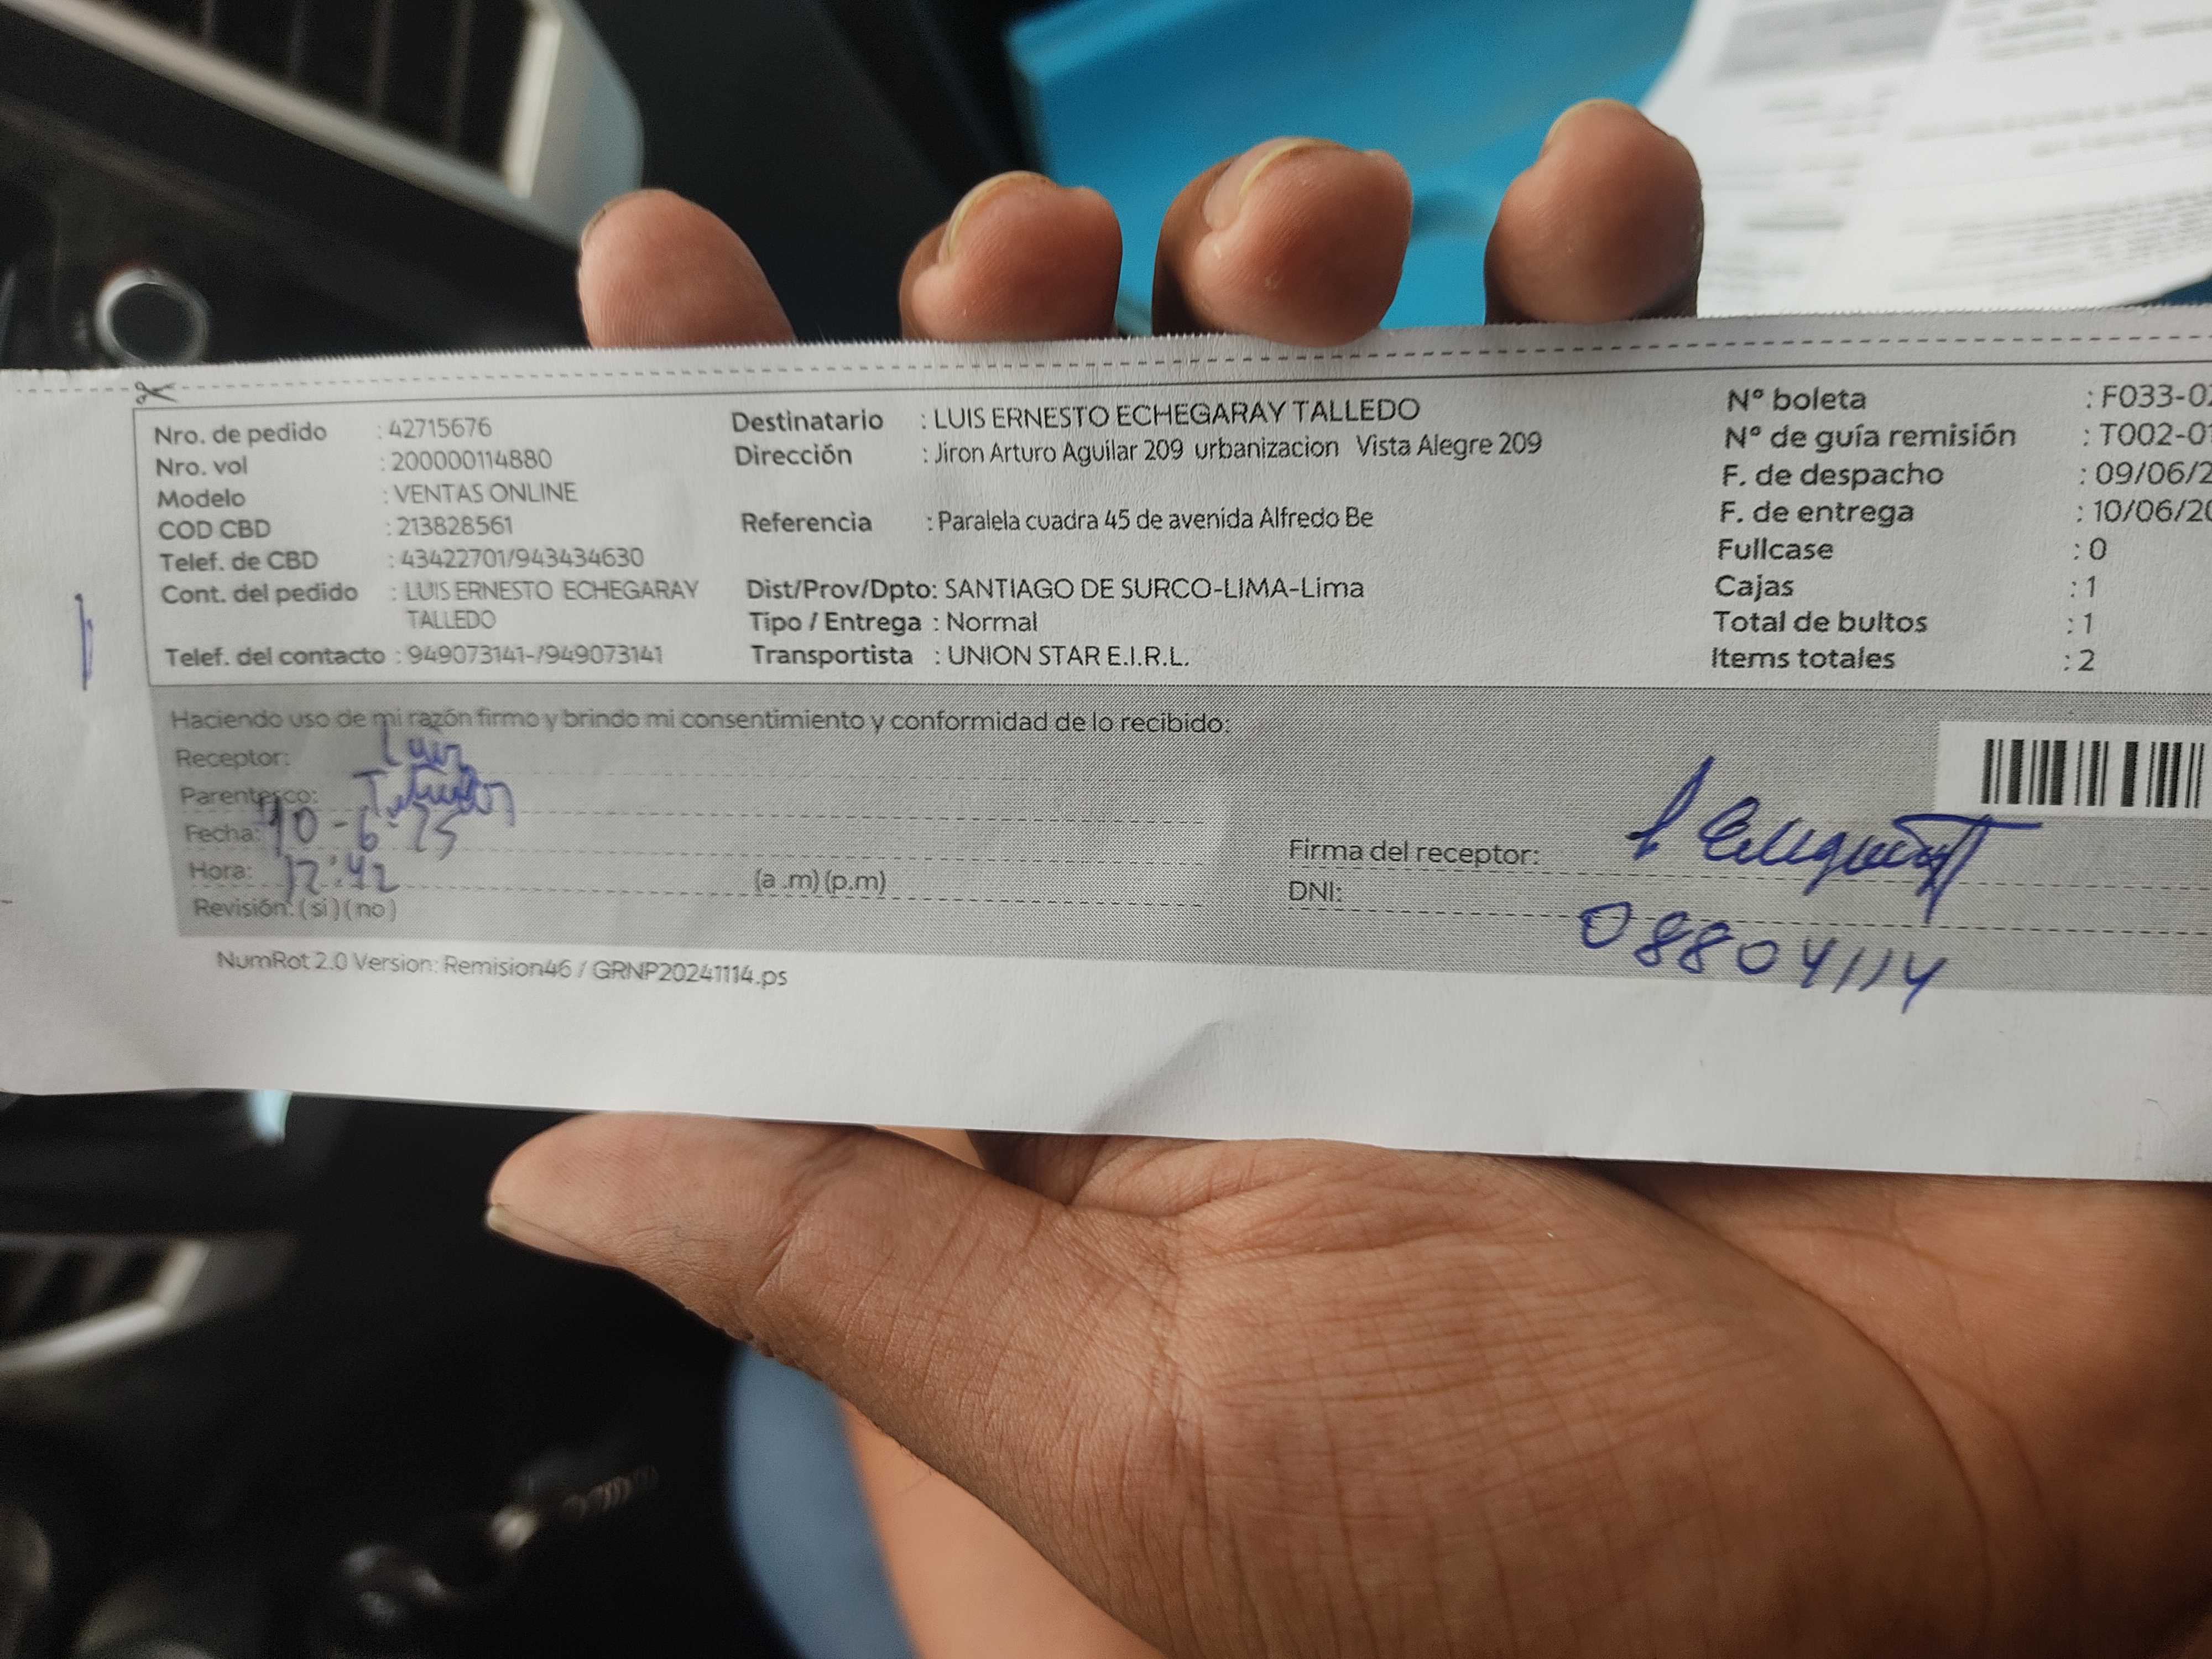 Nro. de pedido : 42715676
Nro. vol : 200000114880
Modelo : VENTAS ONLINE
COD CBD : 213828561
Telef. de CBD : 43422701/943434630
Cont. del pedido : LUIS ERNESTO ECHEGARAY
TALLEDO
Telef. del contacto : 949073141-/949073141
Destinatario : LUIS ERNESTO ECHEGARAY TALLEDO
Dirección : Jiron Arturo Aguilar 209 urbanizacion Vista Alegre 209
Referencia : Paralela cuadra 45 de avenida Alfredo Be
Dist/Prov/Dpto: SANTIAGO DE SURCO-LIMA-Lima
Tipo / Entrega : Normal
Transportista : UNION STAR E.I.R.L.
N° boleta : F033-02
N° de guía remisión : T002-01
F. de despacho : 09/06/2
F. de entrega : 10/06/20
Fullcase : 0
Cajas : 1
Total de bultos : 1
Items totales : 2
Haciendo uso de mi razón firmo y brindo mi consentimiento y conformidad de lo recibido:
Receptor: Luis
Parentesco:
Fecha: 10-6-25
Hora: 12:42 (a .m) (p.m)
Revisión: (si) (no)
Firma del receptor:
DNI: 08804114
NumRot 2.0 Version: Remision46 / GRNP20241114.ps